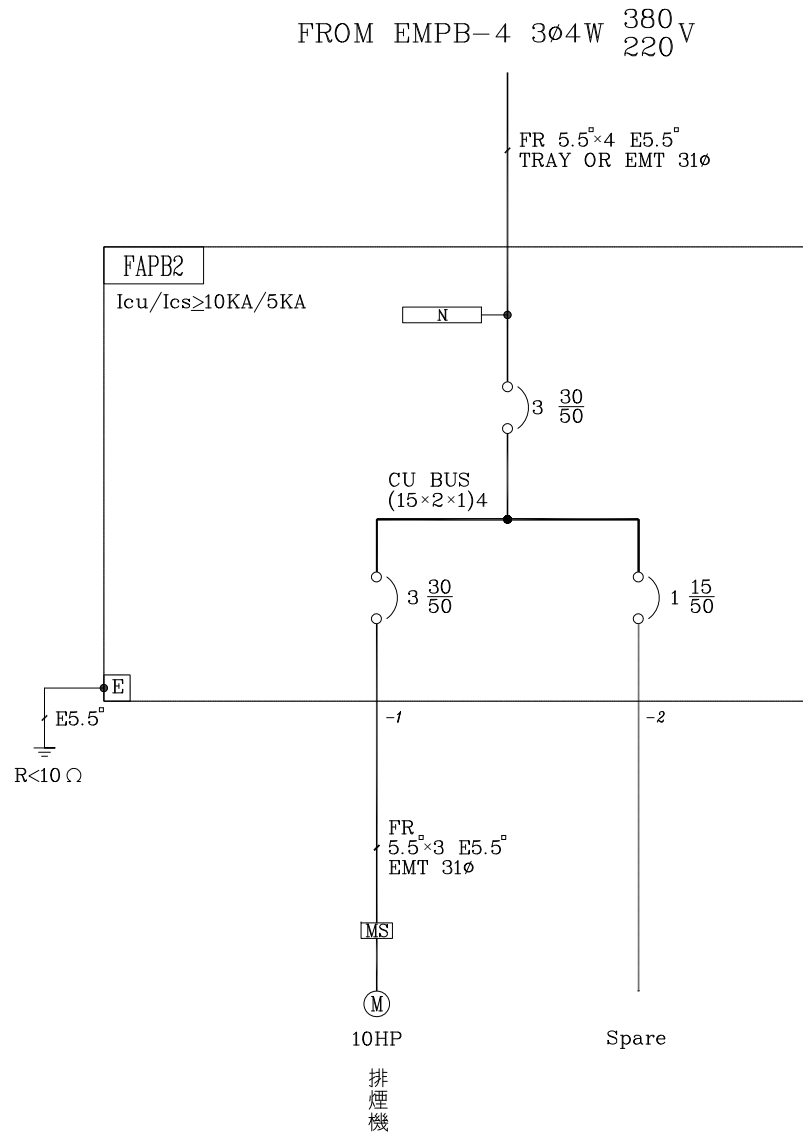 FROM EMPB-4 3ø4W 380/220 V
FR 5.5□×4 E5.5□
TRAY OR EMT 31ø
FAPB2
Icu/Ics≥10KA/5KA
N
3 30/50
CU BUS
(15×2×1)4
3 30/50
1 15/50
E
E5.5□
R<10Ω
-1
-2
FR
5.5□×3 E5.5□
EMT 31ø
MS
M
10HP
Spare
排煙機